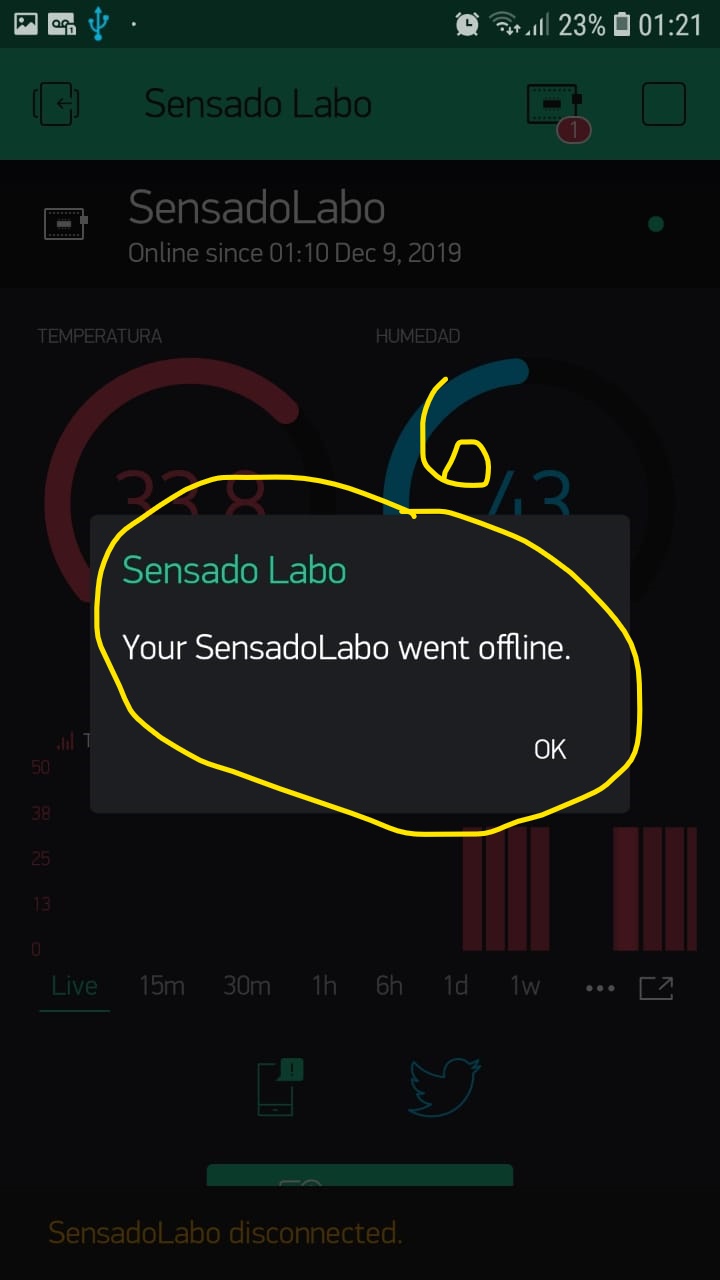 23% 01:21
Sensado Labo
1
SensadoLabo
Online since 01:10 Dec 9, 2019
TEMPERATURA HUMEDAD
6
33.8 43
Sensado Labo
Your SensadoLabo went offline.
OK
T
50
38
25
13
0
Live 15m 30m 1h 6h 1d 1w
SensadoLabo disconnected.